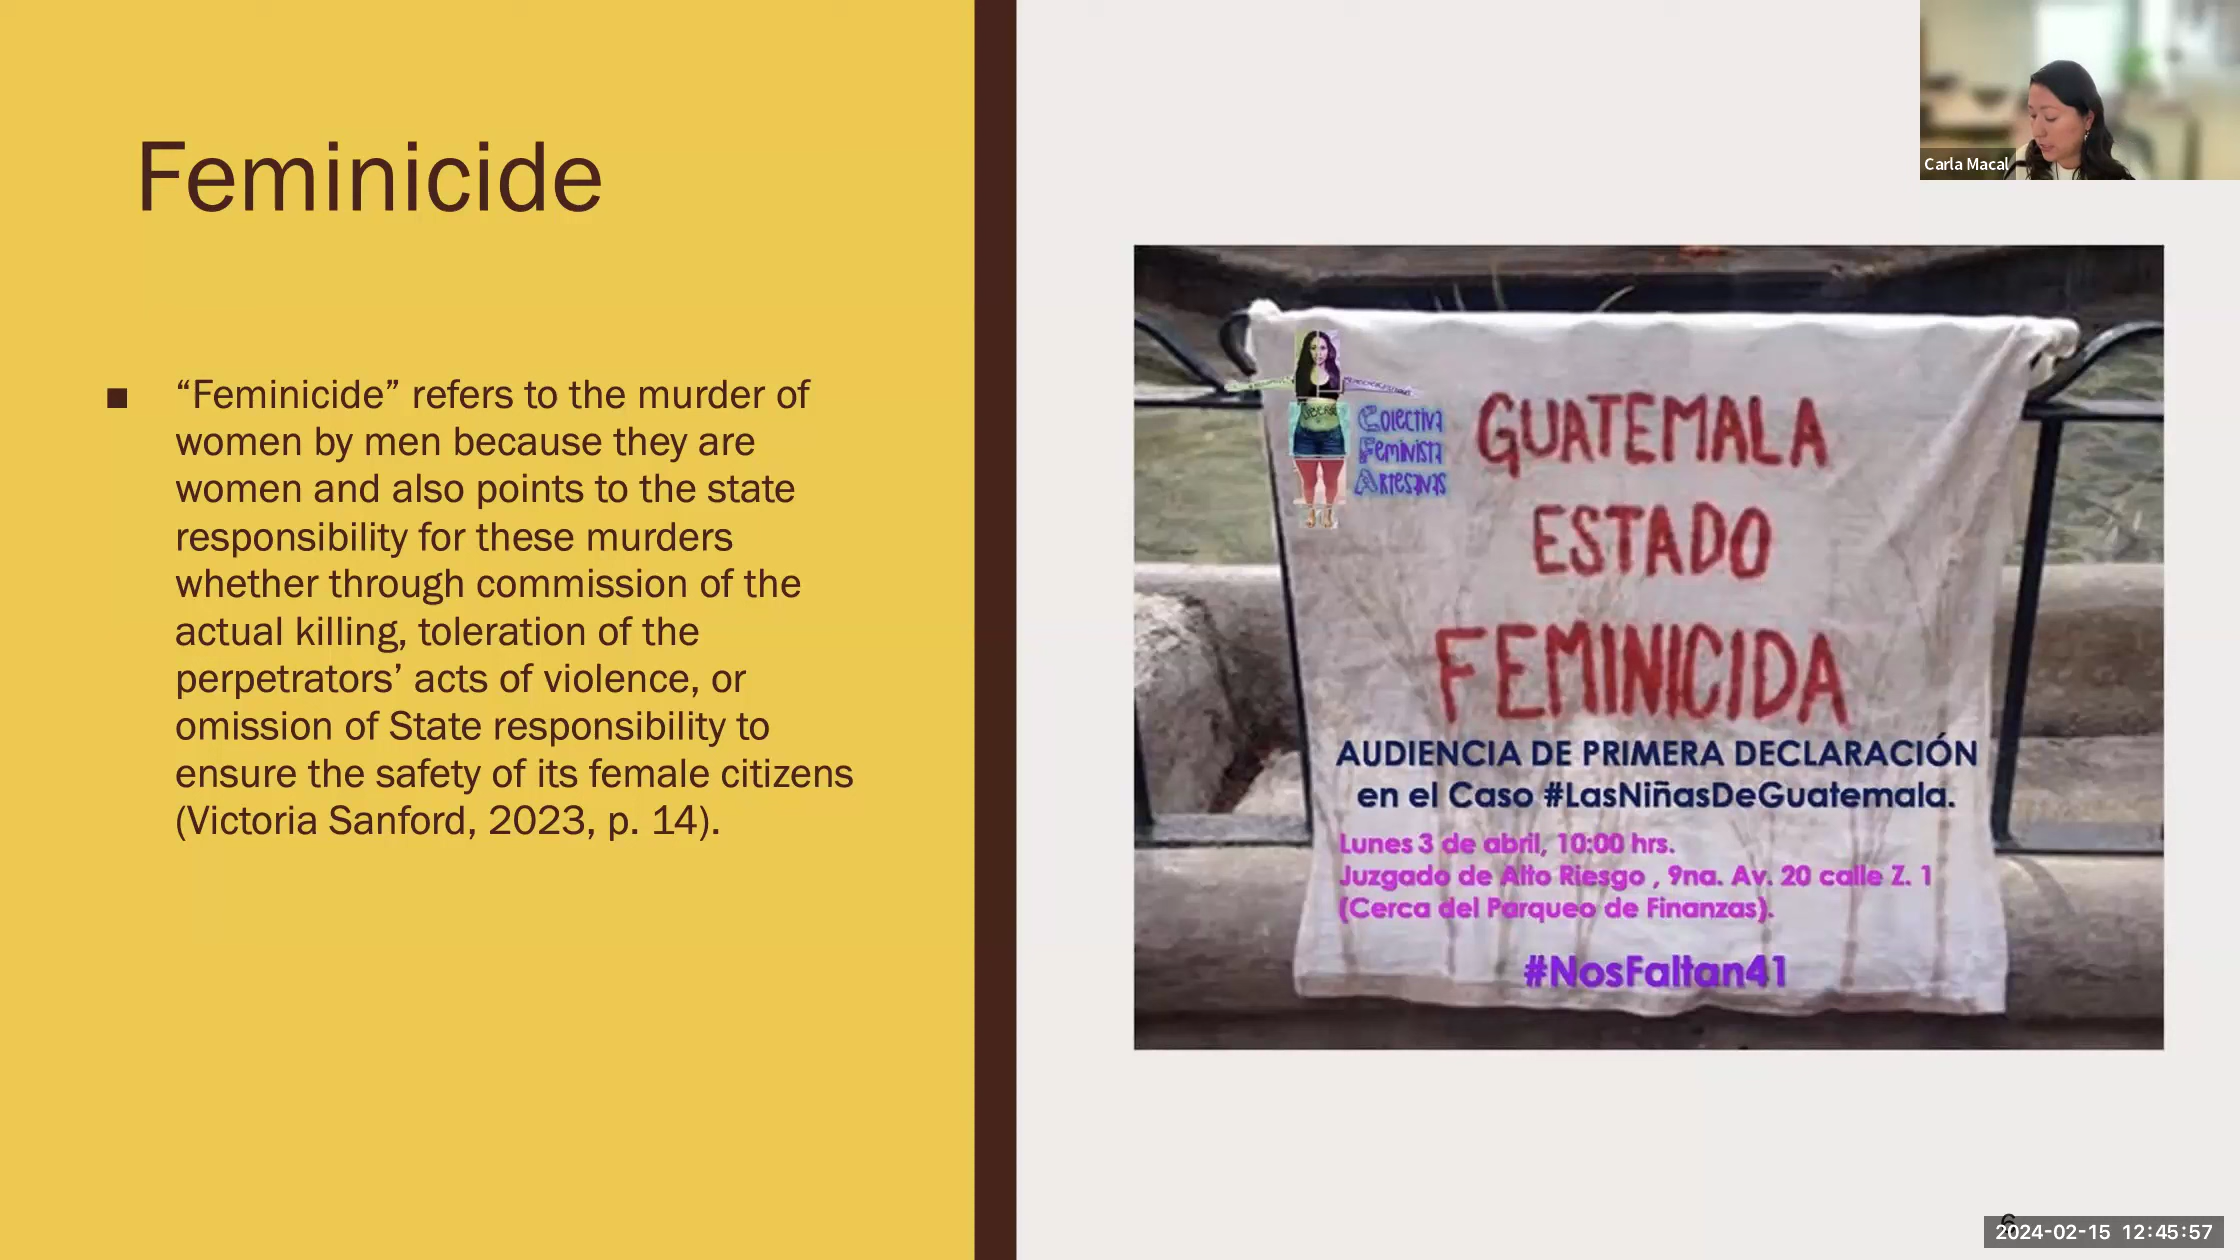 Feminicide
■ “Feminicide” refers to the murder of
women by men because they are
women and also points to the state
responsibility for these murders
whether through commission of the
actual killing, toleration of the
perpetrators’ acts of violence, or
omission of State responsibility to
ensure the safety of its female citizens
(Victoria Sanford, 2023, p. 14).
Carla Macal
Colectiva
Feminista
Artesanas
GUATEMALA
ESTADO
FEMINICIDA
AUDIENCIA DE PRIMERA DECLARACIÓN
en el Caso #LasNiñasDeGuatemala.
Lunes 3 de abril, 10:00 hrs.
Juzgado de Alto Riesgo , 9na. Av. 20 calle Z. 1
(Cerca del Parqueo de Finanzas).
#NosFaltan41
6
2024-02-15 12:45:57